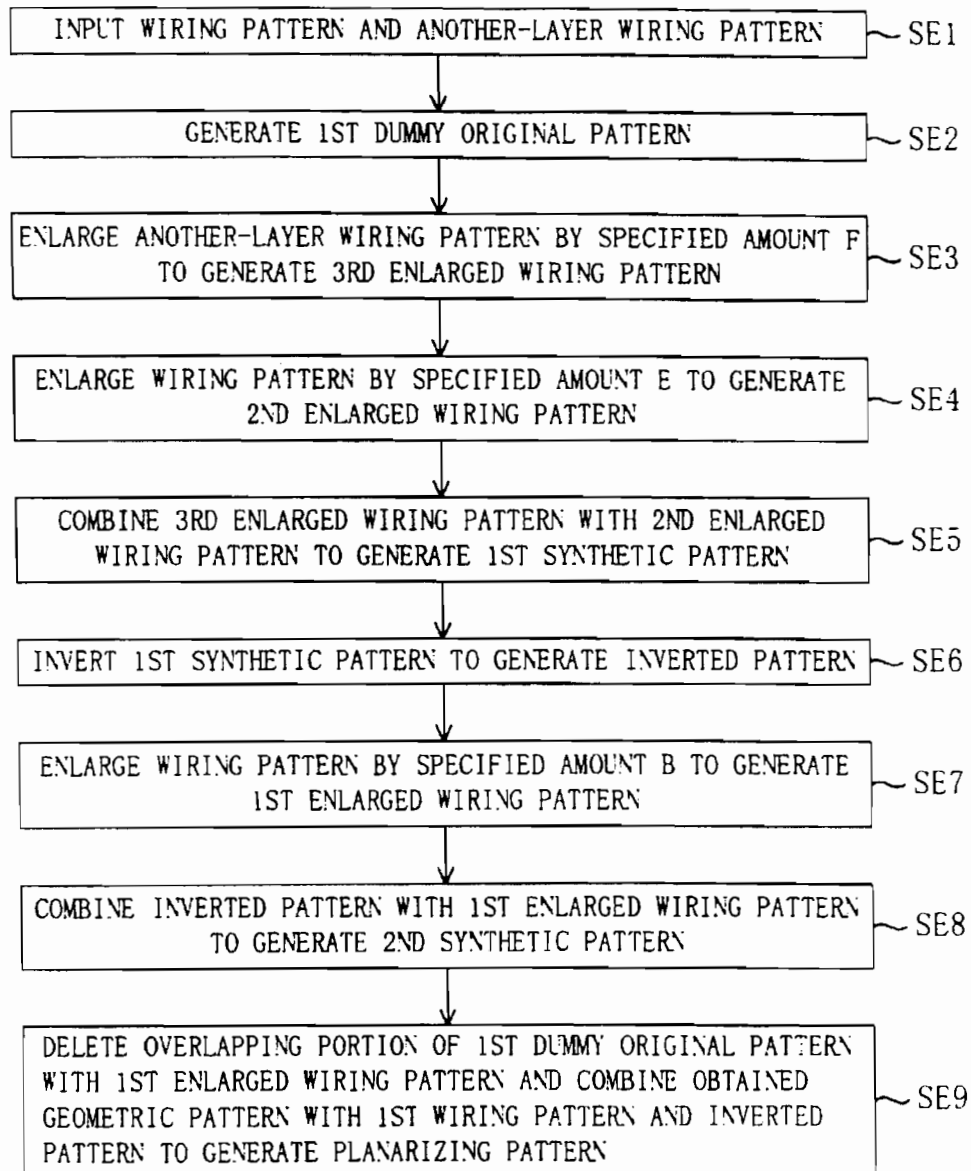 INPUT WIRING PATTERN AND ANOTHER-LAYER WIRING PATTERN
SE1
GENERATE 1ST DUMMY ORIGINAL PATTERN
SE2
ENLARGE ANOTHER-LAYER WIRING PATTERN BY SPECIFIED AMOUNT F
TO GENERATE 3RD ENLARGED WIRING PATTERN
SE3
ENLARGE WIRING PATTERN BY SPECIFIED AMOUNT E TO GENERATE
2ND ENLARGED WIRING PATTERN
SE4
COMBINE 3RD ENLARGED WIRING PATTERN WITH 2ND ENLARGED
WIRING PATTERN TO GENERATE 1ST SYNTHETIC PATTERN
SE5
INVERT 1ST SYNTHETIC PATTERN TO GENERATE INVERTED PATTERN
SE6
ENLARGE WIRING PATTERN BY SPECIFIED AMOUNT B TO GENERATE
1ST ENLARGED WIRING PATTERN
SE7
COMBINE INVERTED PATTERN WITH 1ST ENLARGED WIRING PATTERN
TO GENERATE 2ND SYNTHETIC PATTERN
SE8
DELETE OVERLAPPING PORTION OF 1ST DUMMY ORIGINAL PATTERN
WITH 1ST ENLARGED WIRING PATTERN AND COMBINE OBTAINED
GEOMETRIC PATTERN WITH 1ST WIRING PATTERN AND INVERTED
PATTERN TO GENERATE PLANARIZING PATTERN
SE9